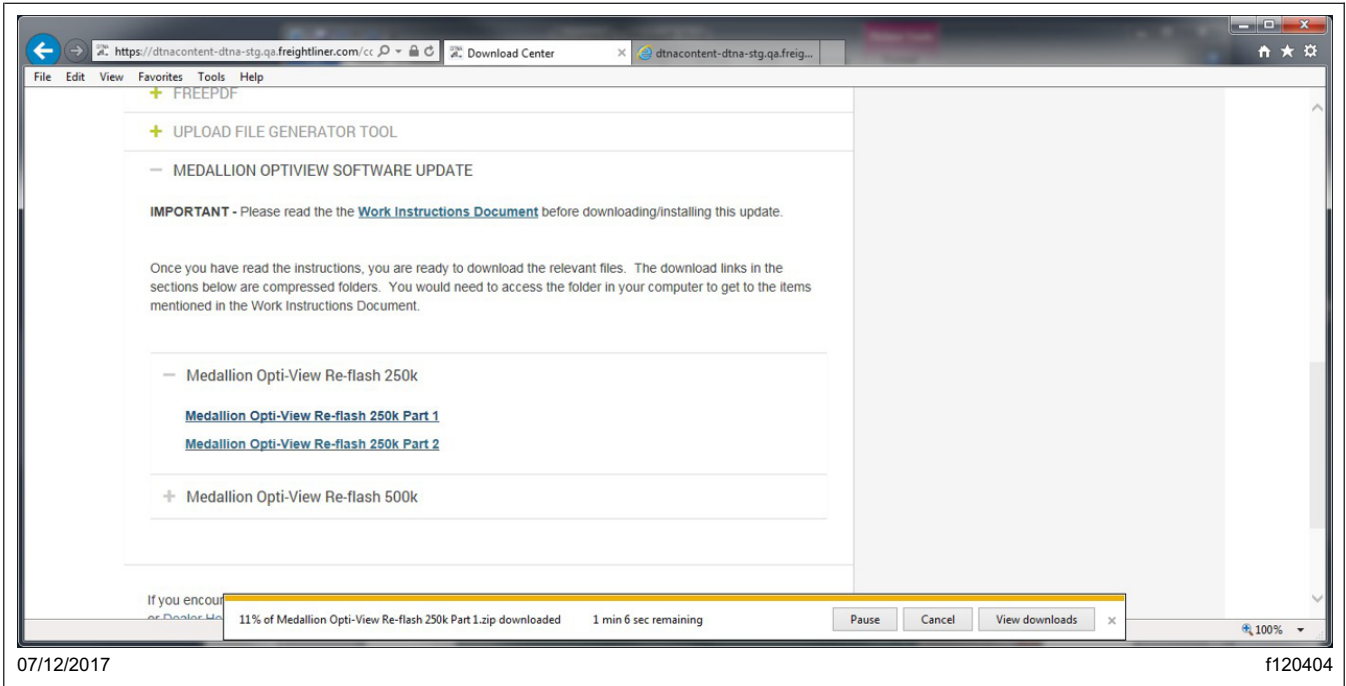 https://dtnacontent-dtna-stg.qa.freightliner.com/cc
Download Center
dtnacontent-dtna-stg.qa.freig...
File Edit View Favorites Tools Help
FREEPDF
UPLOAD FILE GENERATOR TOOL
MEDALLION OPTIVIEW SOFTWARE UPDATE
IMPORTANT - Please read the the Work Instructions Document before downloading/installing this update.
Once you have read the instructions, you are ready to download the relevant files. The download links in the
sections below are compressed folders. You would need to access the folder in your computer to get to the items
mentioned in the Work Instructions Document.
Medallion Opti-View Re-flash 250k
Medallion Opti-View Re-flash 250k Part 1
Medallion Opti-View Re-flash 250k Part 2
Medallion Opti-View Re-flash 500k
If you encour
or Dealer He
11% of Medallion Opti-View Re-flash 250k Part 1.zip downloaded 1 min 6 sec remaining Pause Cancel View downloads
100%
07/12/2017 f120404